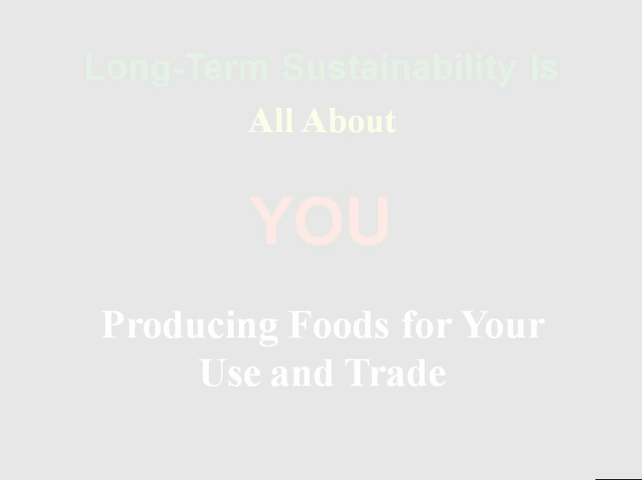 Long-Term Sustainability Is
All About
YOU
Producing Foods for Your
Use and Trade